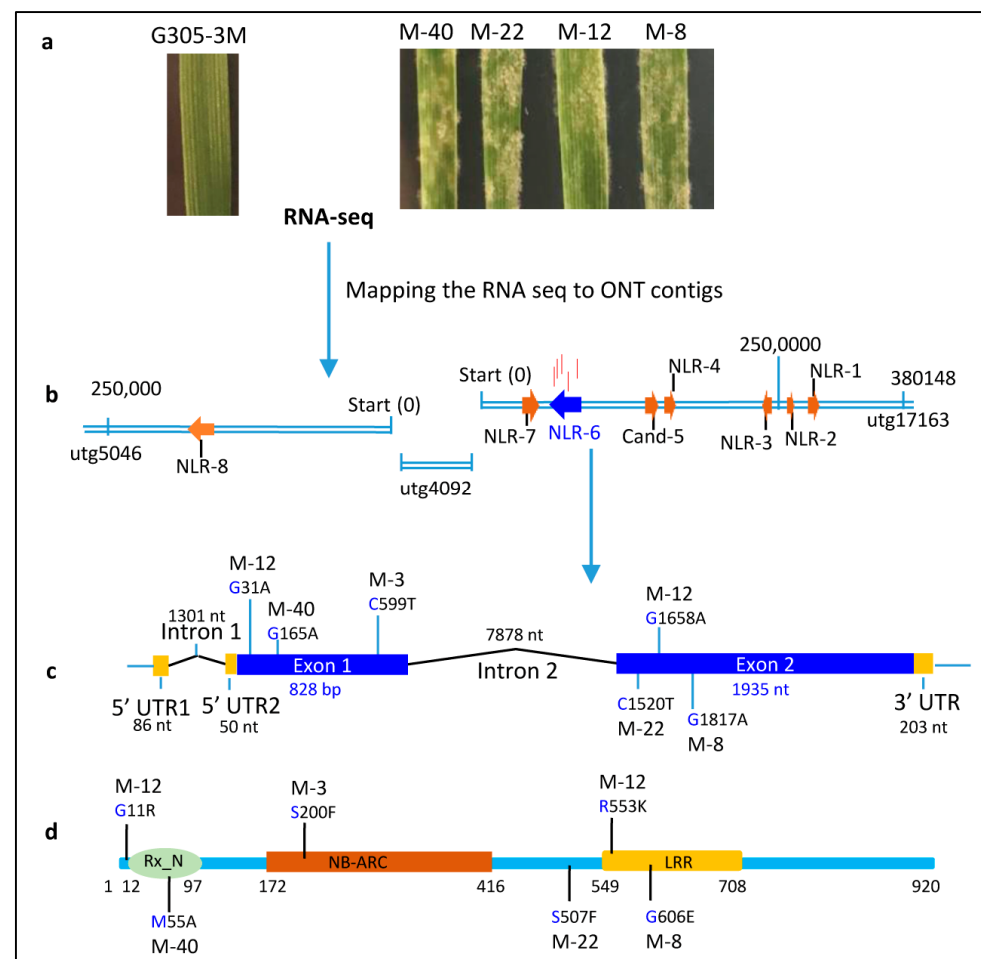 a
G305-3M
M-40 M-22 M-12 M-8
RNA-seq
Mapping the RNA seq to ONT contigs
b
250,000
Start (0)
utg5046
NLR-8
utg4092
Start (0)
NLR-7
NLR-6
Cand-5
NLR-4
NLR-3
250,0000
NLR-2
NLR-1
380148
utg17163
c
1301 nt
Intron 1
M-12
G31A
M-40
G165A
M-3
C599T
7878 nt
Intron 2
M-12
G1658A
Exon 1
828 bp
Exon 2
1935 nt
5' UTR1
86 nt
5' UTR2
50 nt
C1520T
M-22
G1817A
M-8
3' UTR
203 nt
d
M-12
G11R
M-3
S200F
M-12
R553K
Rx_N
NB-ARC
LRR
1 12 97 172 416 549 708 920
M55A
M-40
S507F
M-22
G606E
M-8